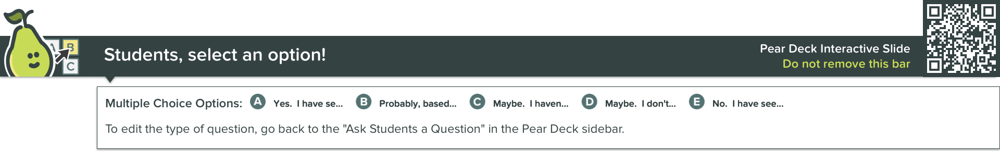 A B
C
Students, select an option!
Pear Deck Interactive Slide
Do not remove this bar
Multiple Choice Options: A Yes. I have se... B Probably, based... C Maybe. I haven... D Maybe. I don't... E No. I have see...
To edit the type of question, go back to the "Ask Students a Question" in the Pear Deck sidebar.